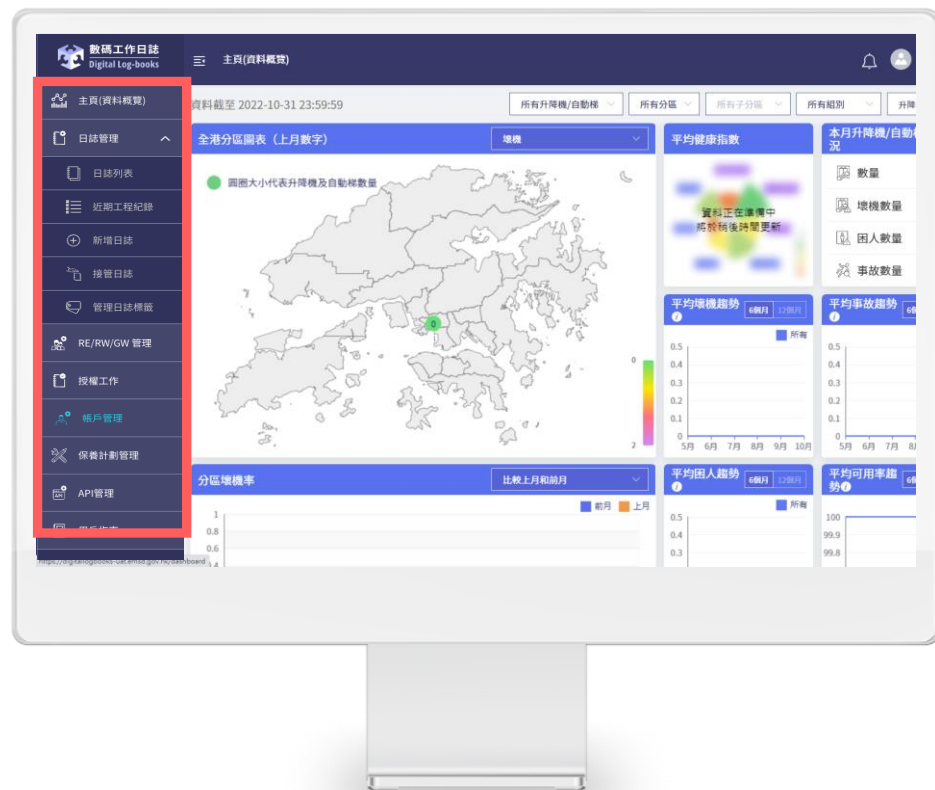 數碼工作日誌
Digital Log-books
主頁(資料概覽)
主頁(資料概覽)
日誌管理
日誌列表
近期工程紀錄
新增日誌
接管日誌
管理日誌標籤
RE/RW/GW 管理
授權工作
帳戶管理
保養計劃管理
API管理
資料截至 2022-10-31 23:59:59
所有升降機/自動梯
所有分區
所有子分區
所有組別
升降
全港分區圖表（上月數字）
壞機
圓圈大小代表升降機及自動梯數量
0
0
2
平均健康指數
資料正在準備中
將於稍後時間更新
本月升降機/自動
況
數量
壞機數量
困人數量
事故數量
平均壞機趨勢
6個月 12個月
所有
0.5
0.4
0.3
0.2
0.1
0
5月 6月 7月 8月 9月 10月
平均事故趨勢
0.5
0.4
0.3
0.2
0.1
0
5月 6月 7月
分區壞機率
比較上月和前月
前月 上月
1
0.8
0.6
平均困人趨勢
6個月 12個月
所有
0.5
0.4
0.3
平均可用率趨
勢
100
99.9
99.8